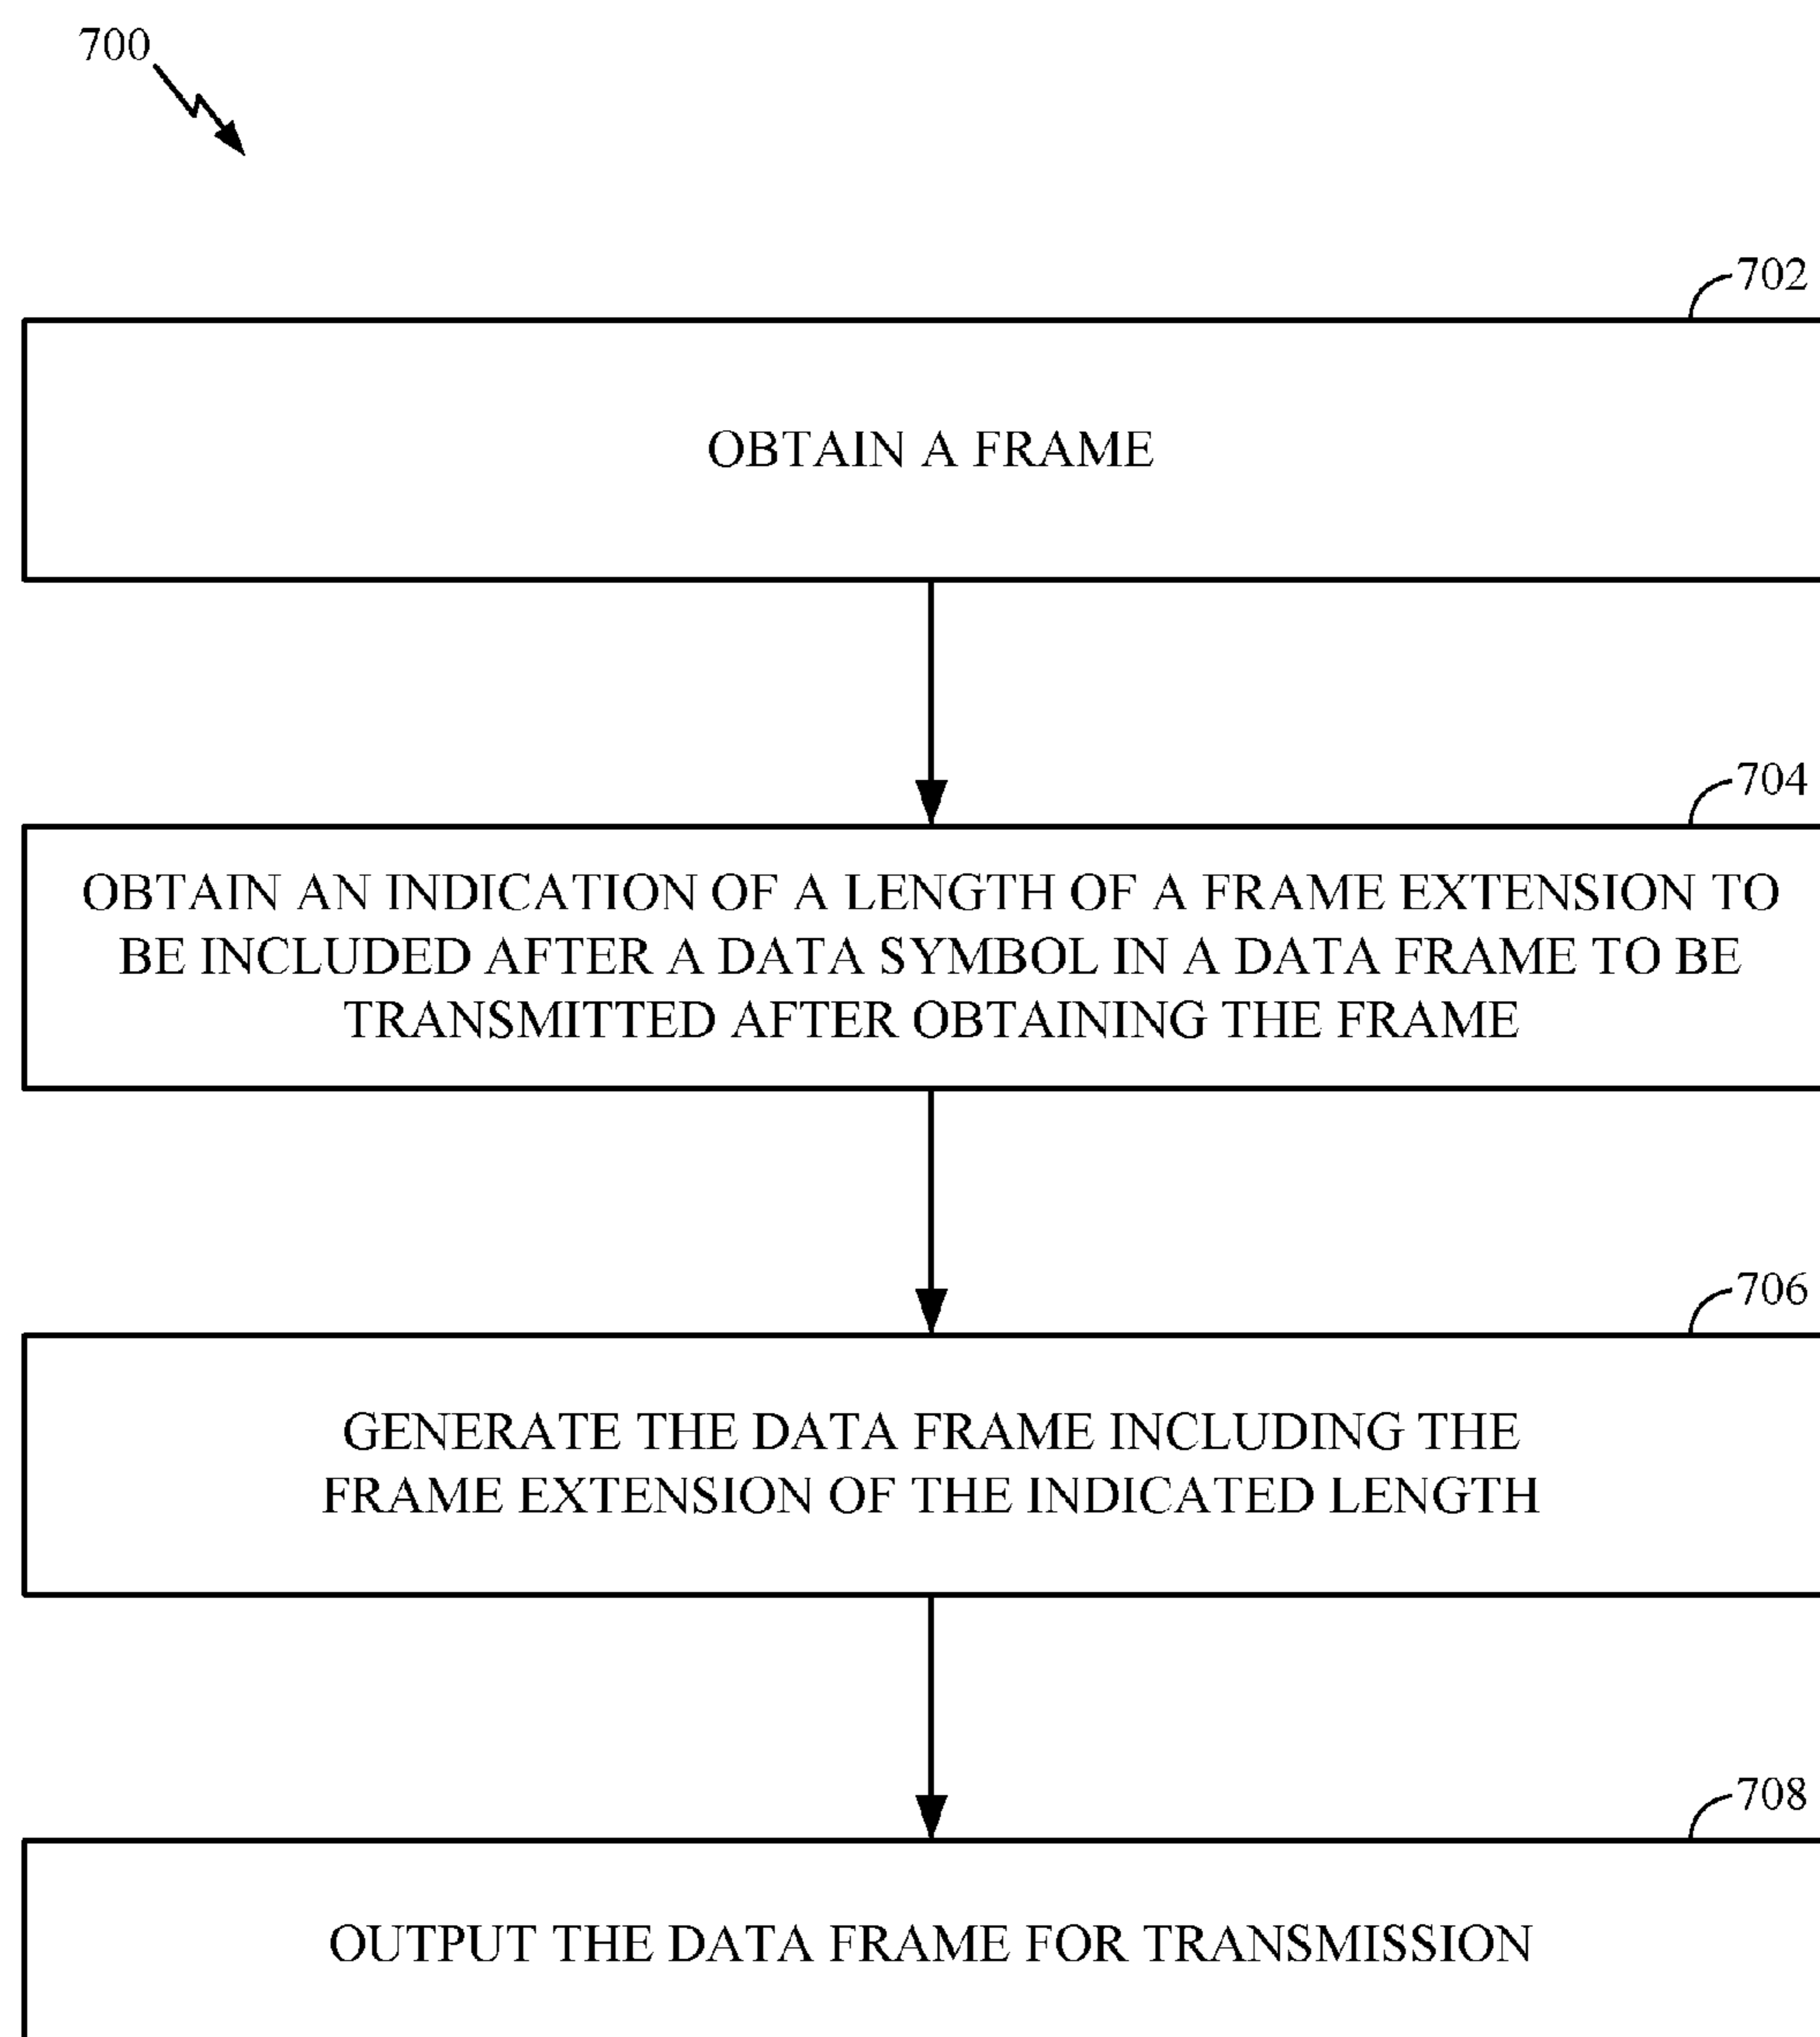 700
702
OBTAIN A FRAME
704
OBTAIN AN INDICATION OF A LENGTH OF A FRAME EXTENSION TO
BE INCLUDED AFTER A DATA SYMBOL IN A DATA FRAME TO BE
TRANSMITTED AFTER OBTAINING THE FRAME
706
GENERATE THE DATA FRAME INCLUDING THE
FRAME EXTENSION OF THE INDICATED LENGTH
708
OUTPUT THE DATA FRAME FOR TRANSMISSION